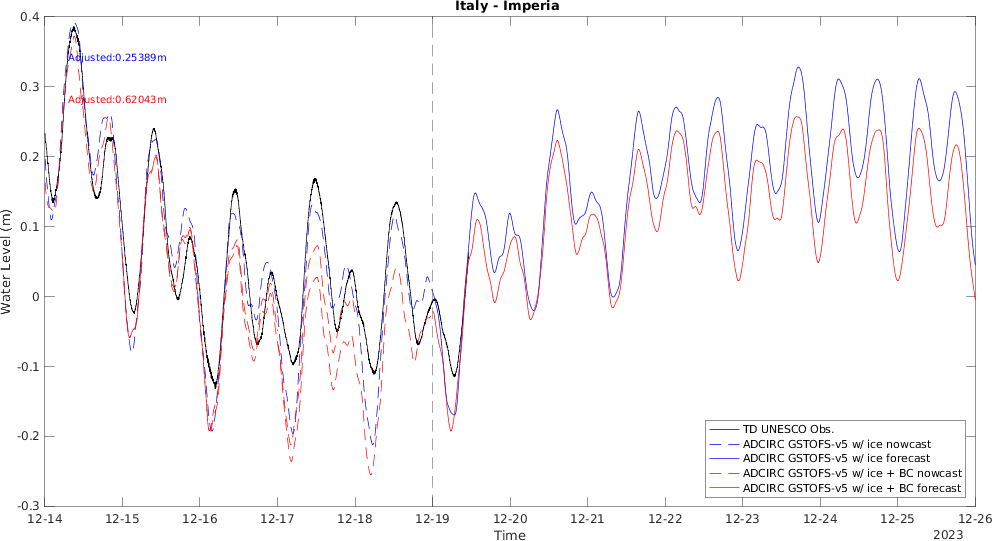 Italy - Imperia
0.4
0.3
0.2
0.1
0
-0.1
-0.2
-0.3
Water Level (m)
Adjusted:0.25389m
Adjusted:0.62043m
TD UNESCO Obs.
ADCIRC GSTOFS-v5 w/ ice nowcast
ADCIRC GSTOFS-v5 w/ ice forecast
ADCIRC GSTOFS-v5 w/ ice + BC nowcast
ADCIRC GSTOFS-v5 w/ ice + BC forecast
12-14 12-15 12-16 12-17 12-18 12-19 12-20 12-21 12-22 12-23 12-24 12-25 12-26
Time
2023